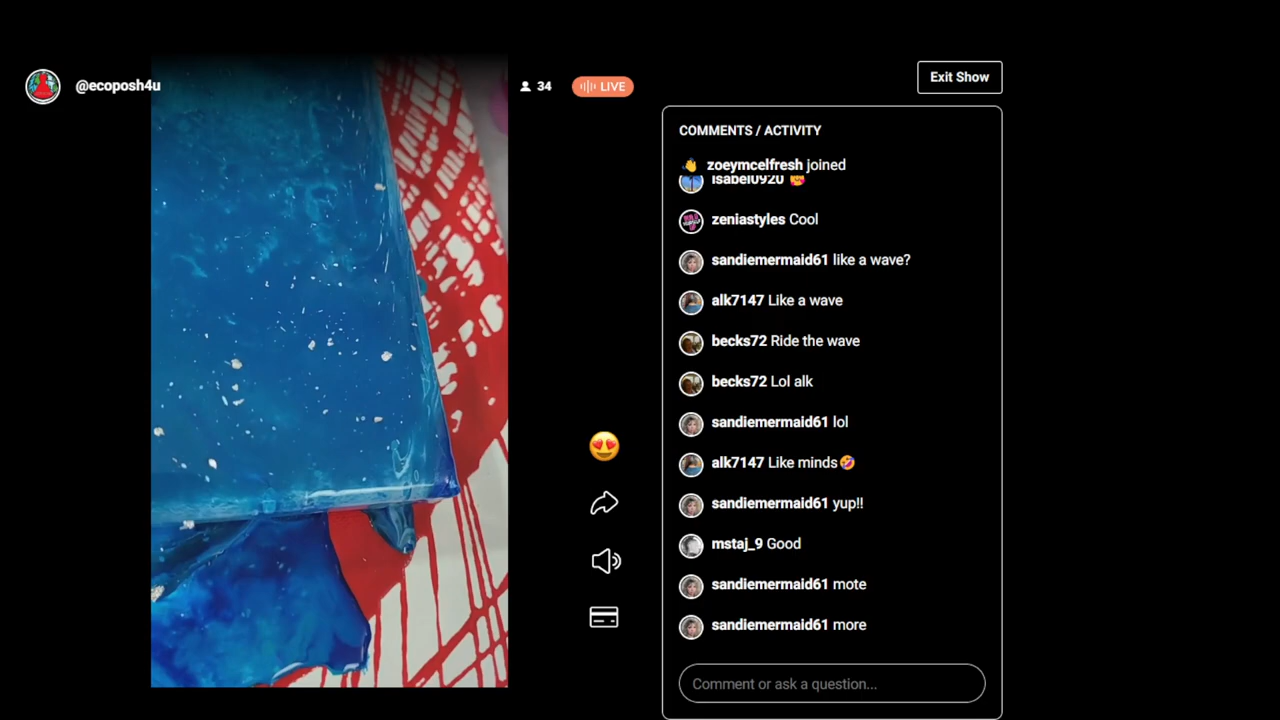 @ecoposh4u
34
LIVE
Exit Show
COMMENTS / ACTIVITY
zoeymcelfresh joined
isabel0920
zeniastyles Cool
sandiemermaid61 like a wave?
alk7147 Like a wave
becks72 Ride the wave
becks72 Lol alk
sandiemermaid61 lol
alk7147 Like minds🤣
sandiemermaid61 yup!!
mstaj_9 Good
sandiemermaid61 mote
sandiemermaid61 more
Comment or ask a question...